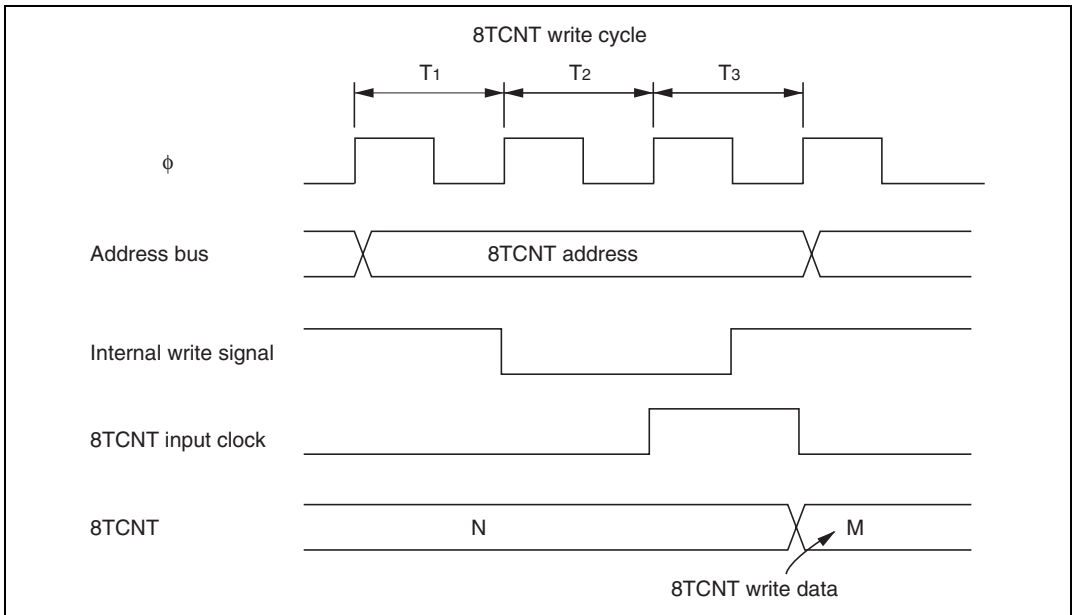 8TCNT write cycle
T1 T2 T3
ϕ
Address bus 8TCNT address
Internal write signal
8TCNT input clock
8TCNT N M
8TCNT write data